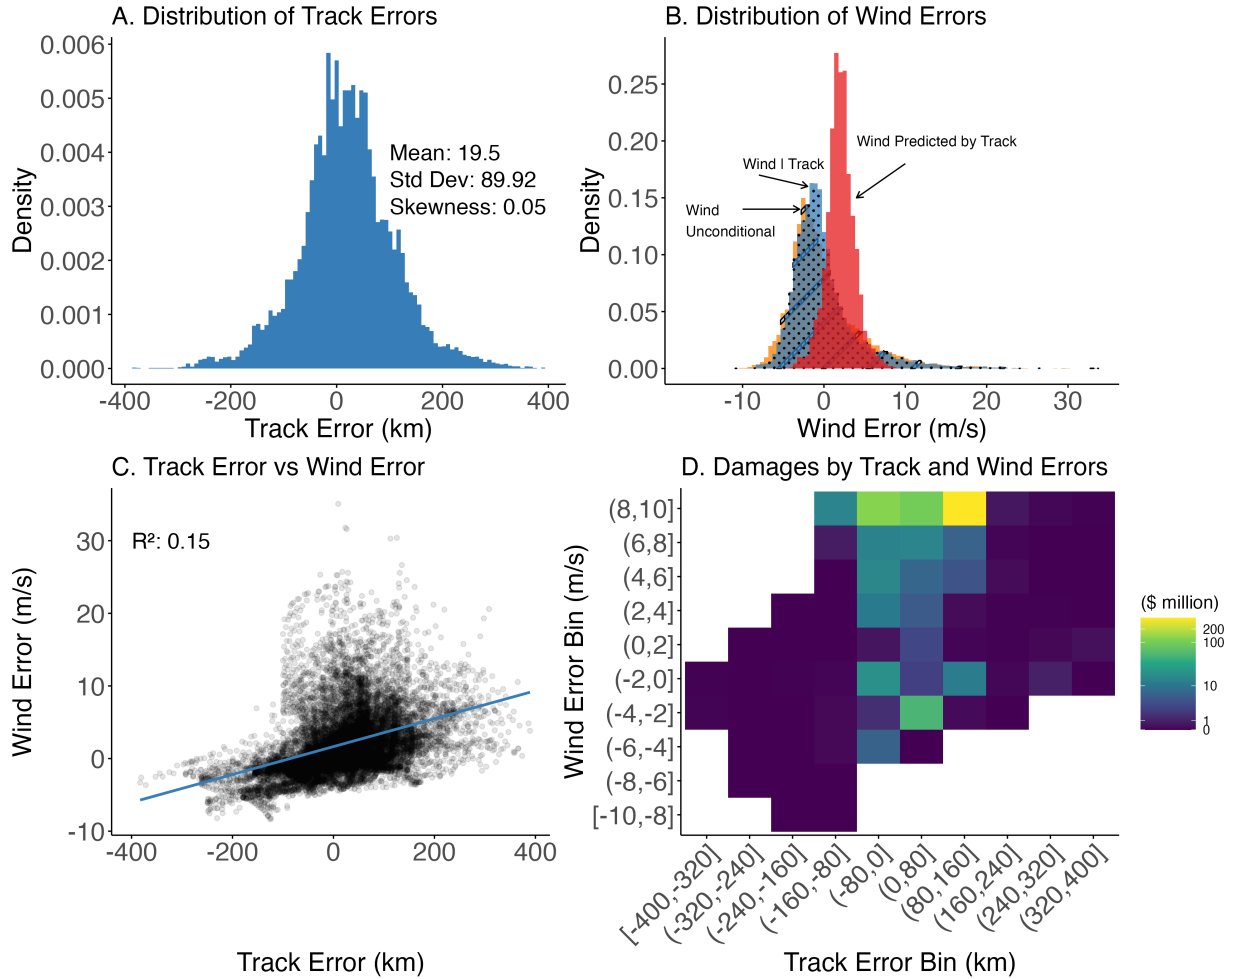 A. Distribution of Track Errors
0.006
0.005
0.004
0.003
0.002
0.001
0.000
Density
Mean: 19.5
Std Dev: 89.92
Skewness: 0.05
-400 -200 0 200 400
Track Error (km)
B. Distribution of Wind Errors
0.25
0.20
0.15
0.10
0.05
0.00
Density
Wind Predicted by Track
Wind | Track
Wind
Unconditional
-10 0 10 20 30
Wind Error (m/s)
C. Track Error vs Wind Error
30
20
10
0
-10
Wind Error (m/s)
R²: 0.15
-400 -200 0 200 400
Track Error (km)
D. Damages by Track and Wind Errors
(8,10]
(6,8]
(4,6]
(2,4]
(0,2]
(-2,0]
(-4,-2]
(-6,-4]
(-8,-6]
[-10,-8]
Wind Error Bin (m/s)
[-400,-320]
(-320,-240]
(-240,-160]
(-160,-80]
(-80,0]
(0,80]
(80,160]
(160,240]
(240,320]
(320,400]
Track Error Bin (km)
($ million)
200
100
10
1
0